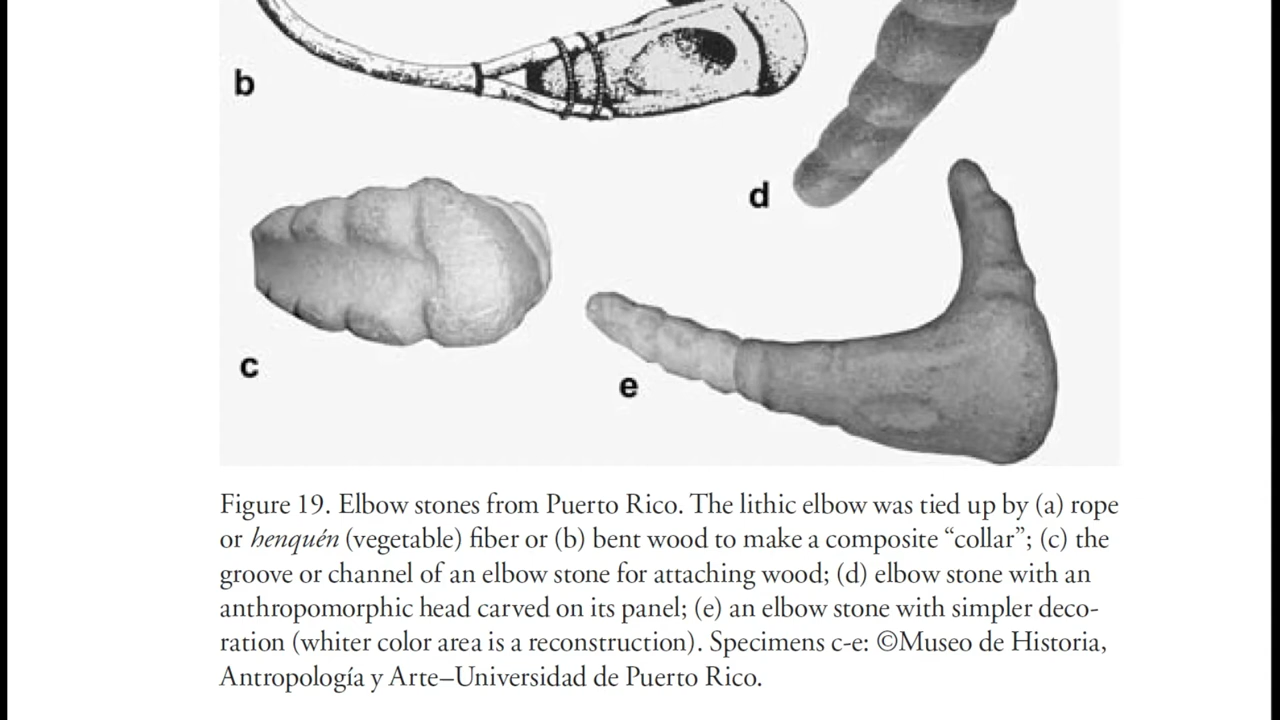 b
d
c
e
Figure 19. Elbow stones from Puerto Rico. The lithic elbow was tied up by (a) rope
or henquén (vegetable) fiber or (b) bent wood to make a composite “collar”; (c) the
groove or channel of an elbow stone for attaching wood; (d) elbow stone with an
anthropomorphic head carved on its panel; (e) an elbow stone with simpler deco-
ration (whiter color area is a reconstruction). Specimens c-e: ©Museo de Historia,
Antropología y Arte–Universidad de Puerto Rico.